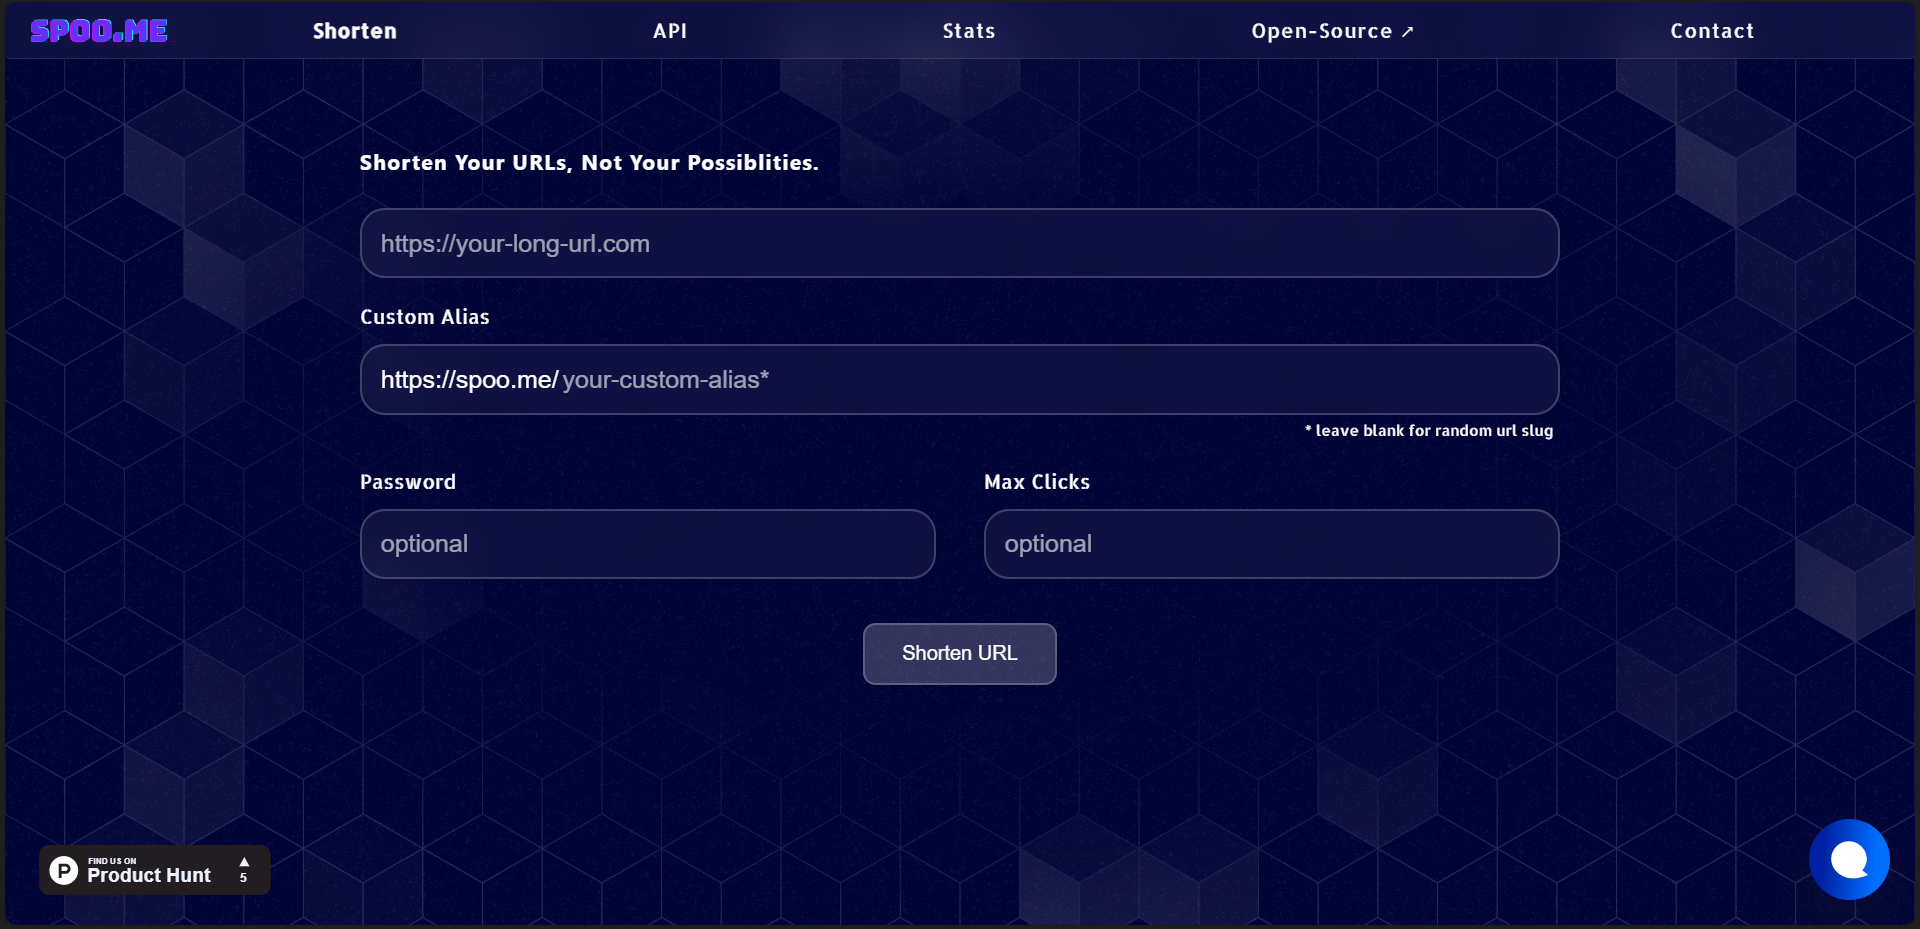 SPOO.ME
Shorten
API
Stats
Open-Source ↗
Contact
Shorten Your URLs, Not Your Possiblities.
https://your-long-url.com
Custom Alias
https://spoo.me/ your-custom-alias*
* leave blank for random url slug
Password
Max Clicks
optional
optional
Shorten URL
P
FIND US ON
Product Hunt
▲
5